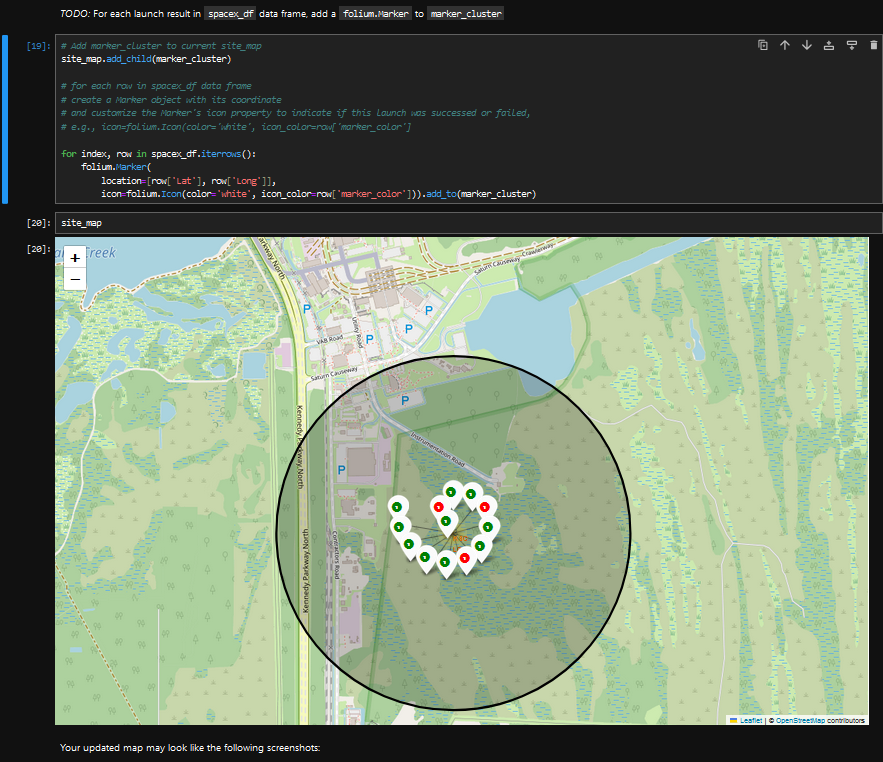 TODO: For each launch result in spacex_df data frame, add a folium.Marker to marker_cluster
[19]:
# Add marker_cluster to current site_map
site_map.add_child(marker_cluster)
# for each row in spacex_df data frame
# create a Marker object with its coordinate
# and customize the Marker's icon property to indicate if this launch was successed or failed,
# e.g., icon=folium.Icon(color='white', icon_color=row['marker_color']
for index, row in spacex_df.iterrows():
folium.Marker(
location=[row['Lat'], row['Long']],
icon=folium.Icon(color='white', icon_color=row['marker_color'])).add_to(marker_cluster)
[20]:
site_map
[20]:
+
−
Creek
Parkway North
Saturn Causeway
Crawlerway
P
P
Utility Road
P
VAB Road
P
Saturn Causeway
P
Kennedy Parkway North
Instrumentation Road
P
Kennedy Parkway North
Contractors Road
Leaflet | © OpenStreetMap contributors
Your updated map may look like the following screenshots: